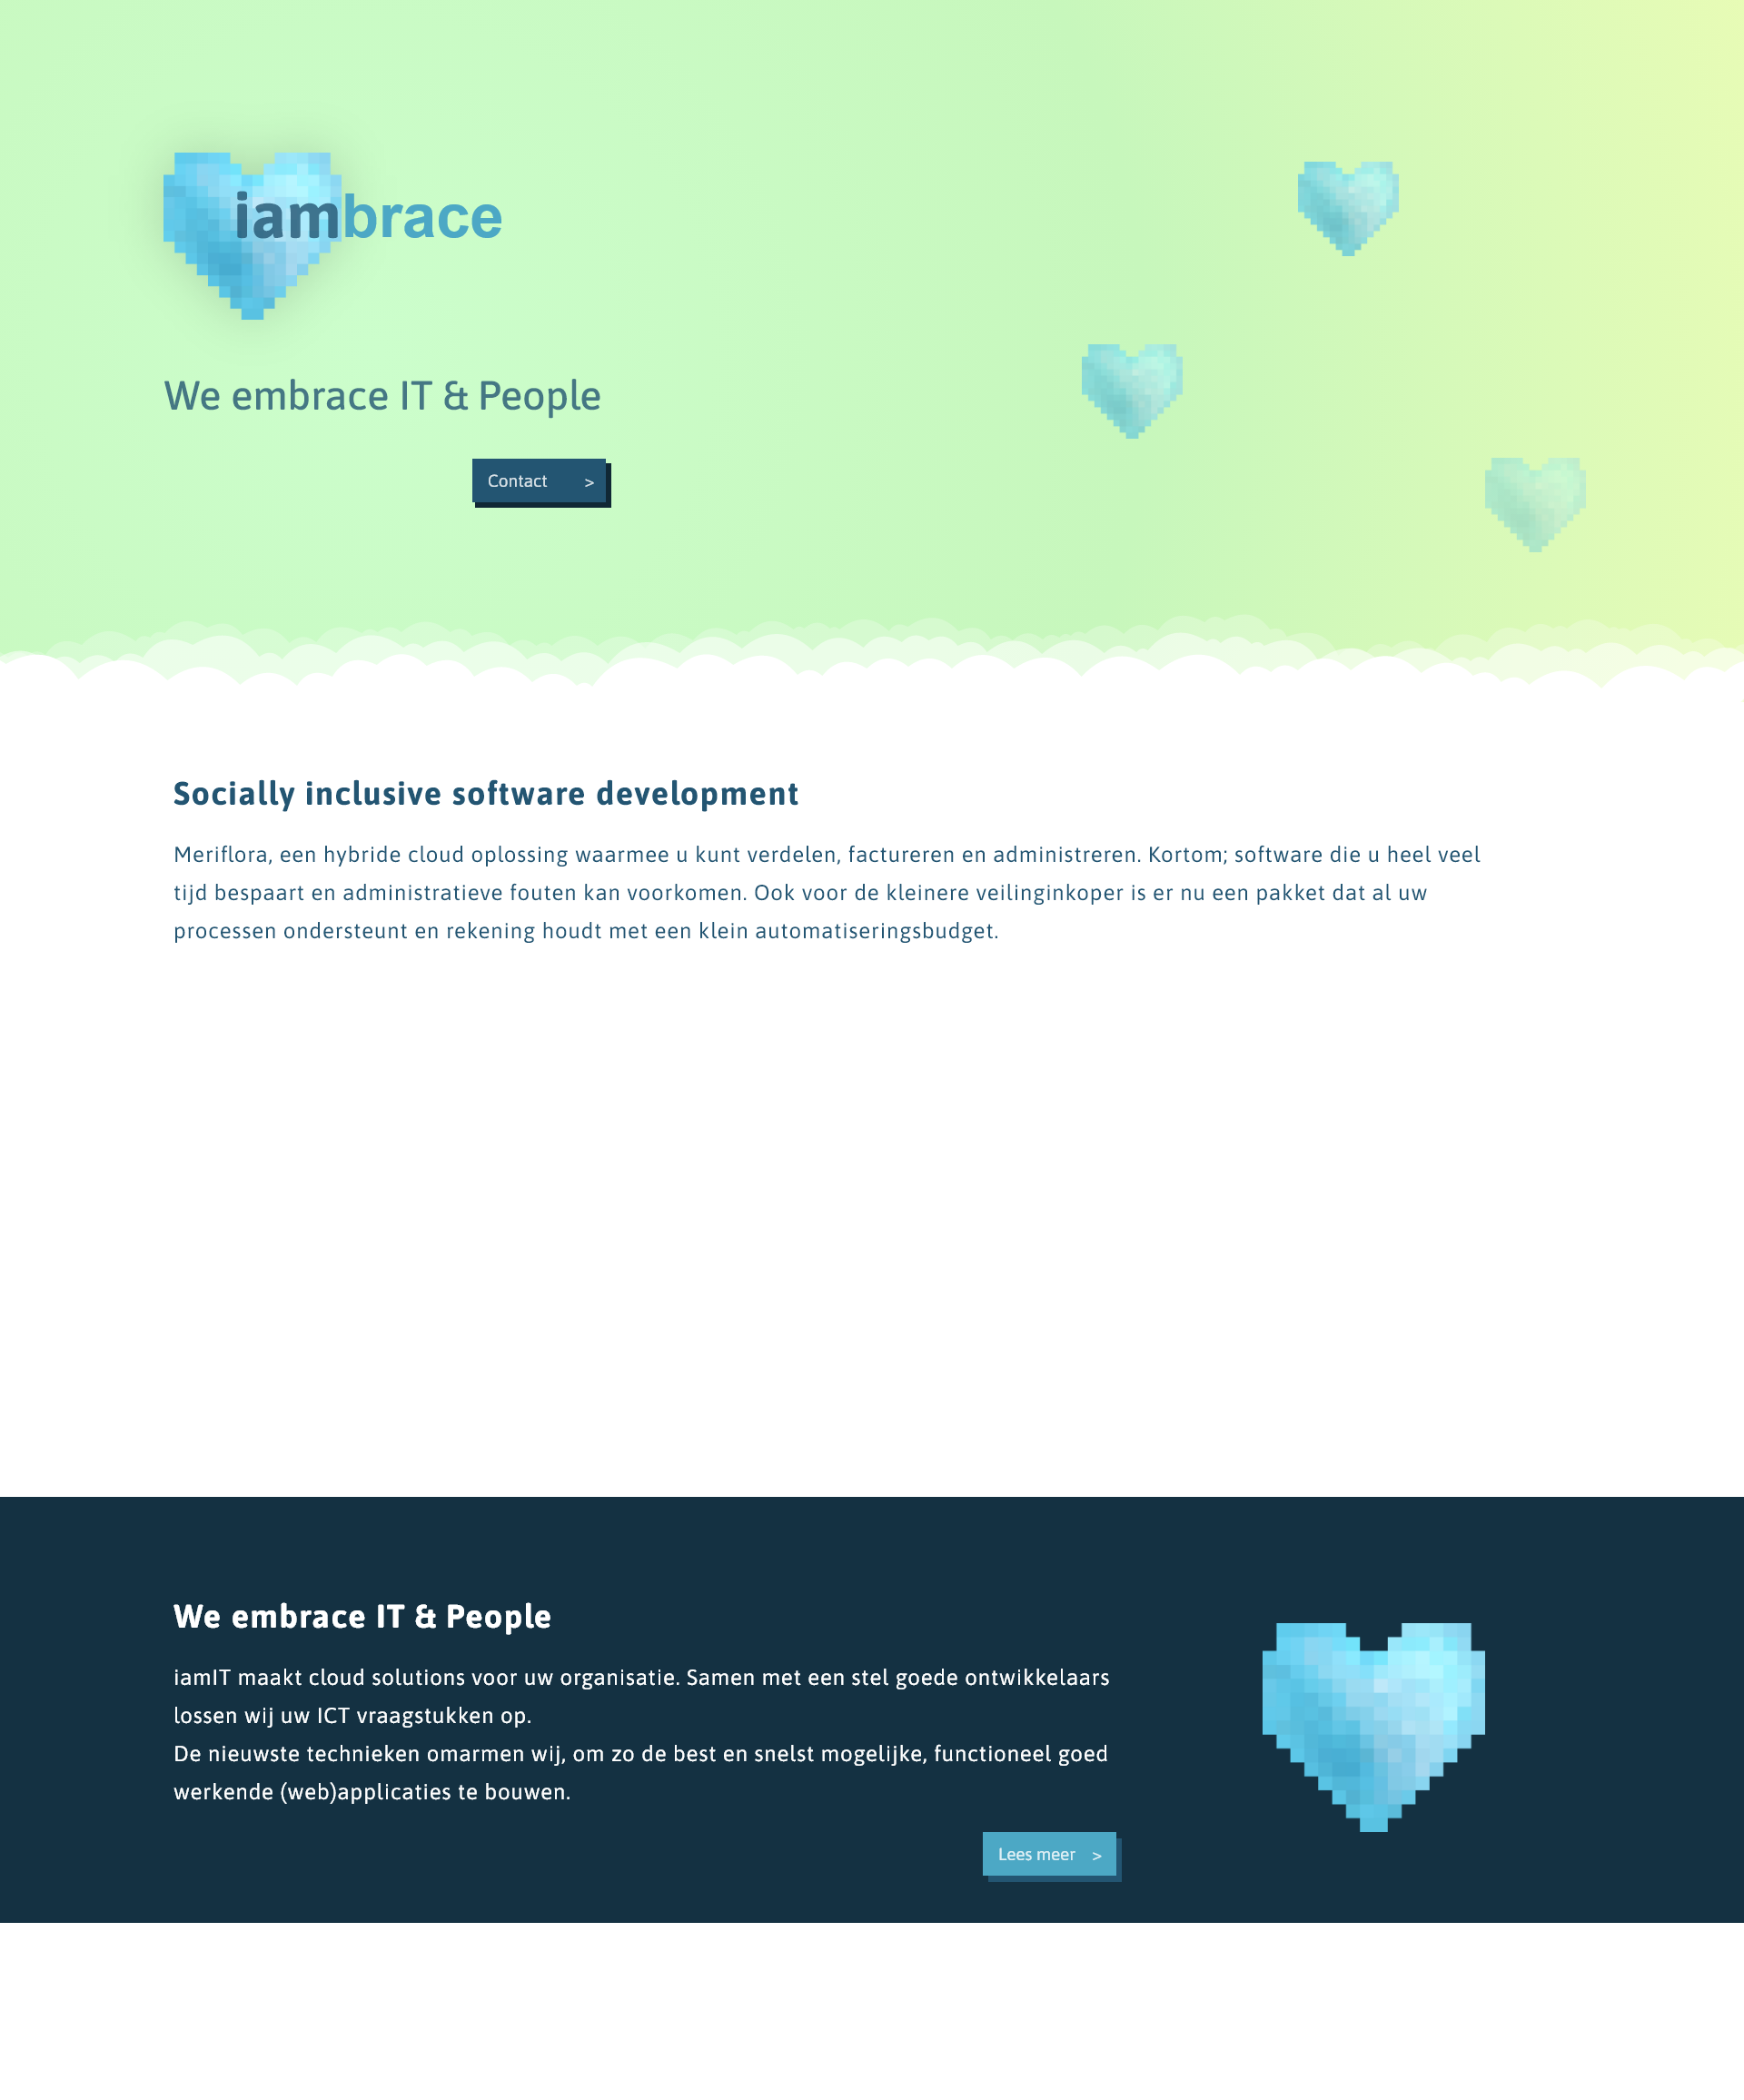 iambrace
We embrace IT & People
Contact >
Socially inclusive software development
Meriflora, een hybride cloud oplossing waarmee u kunt verdelen, factureren en administreren. Kortom; software die u heel veel
tijd bespaart en administratieve fouten kan voorkomen. Ook voor de kleinere veilinginkoper is er nu een pakket dat al uw
processen ondersteunt en rekening houdt met een klein automatiseringsbudget.
We embrace IT & People
iamIT maakt cloud solutions voor uw organisatie. Samen met een stel goede ontwikkelaars
lossen wij uw ICT vraagstukken op.
De nieuwste technieken omarmen wij, om zo de best en snelst mogelijke, functioneel goed
werkende (web)applicaties te bouwen.
Lees meer >